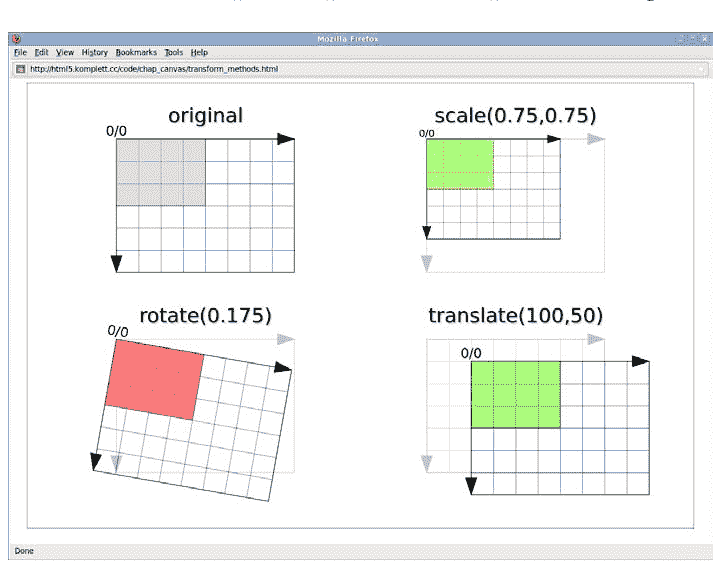 Mozilla Firefox
File Edit View History Bookmarks Tools Help
http://html5.komplett.cc/code/chap_canvas/transform_methods.html
original
0/0
scale(0.75,0.75)
0/0
rotate(0.175)
0/0
translate(100,50)
0/0
Done